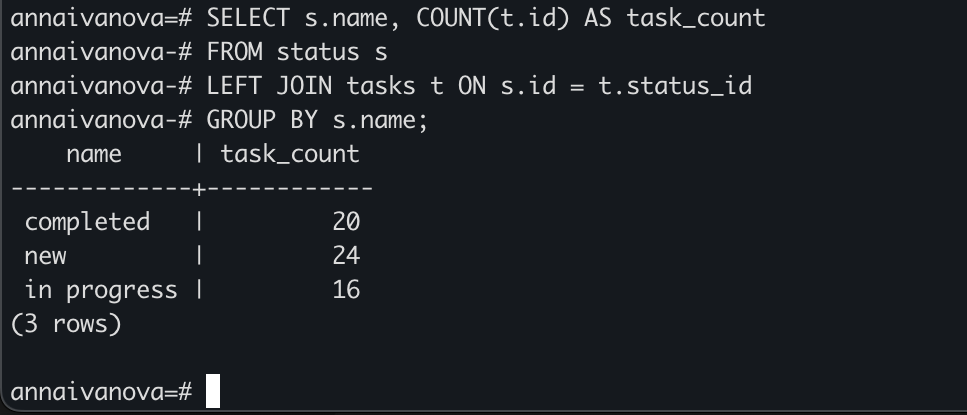 annaivanova=# SELECT s.name, COUNT(t.id) AS task_count
annaivanova-# FROM status s
annaivanova-# LEFT JOIN tasks t ON s.id = t.status_id
annaivanova-# GROUP BY s.name;
    name     | task_count
-------------+------------
 completed   |         20
 new         |         24
 in progress |         16
(3 rows)

annaivanova=#